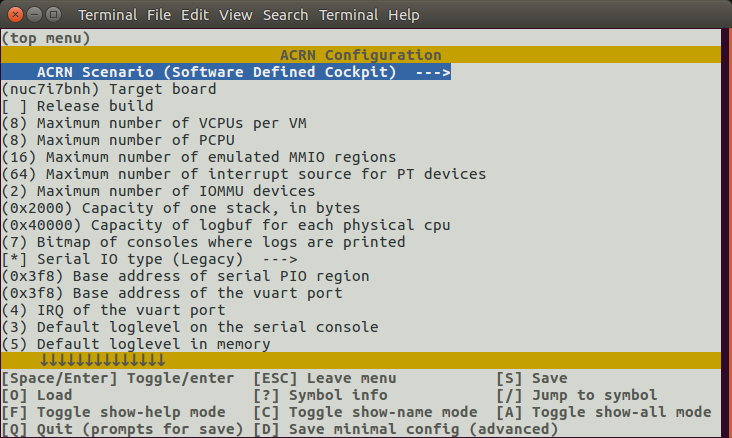 Terminal File Edit View Search Terminal Help
(top menu)
ACRN Configuration
ACRN Scenario (Software Defined Cockpit)  --->
(nuc7i7bnh) Target board
[ ] Release build
(8) Maximum number of VCPUs per VM
(8) Maximum number of PCPU
(16) Maximum number of emulated MMIO regions
(64) Maximum number of interrupt source for PT devices
(2) Maximum number of IOMMU devices
(0x2000) Capacity of one stack, in bytes
(0x40000) Capacity of logbuf for each physical cpu
(7) Bitmap of consoles where logs are printed
[*] Serial IO type (Legacy)  --->
(0x3f8) Base address of serial PIO region
(0x3f8) Base address of the vuart port
(4) IRQ of the vuart port
(3) Default loglevel on the serial console
(5) Default loglevel in memory
↓↓↓↓↓↓↓↓↓↓↓↓↓↓
[Space/Enter] Toggle/enter  [ESC] Leave menu           [S] Save
[O] Load                    [?] Symbol info            [/] Jump to symbol
[F] Toggle show-help mode   [C] Toggle show-name mode  [A] Toggle show-all mode
[Q] Quit (prompts for save) [D] Save minimal config (advanced)